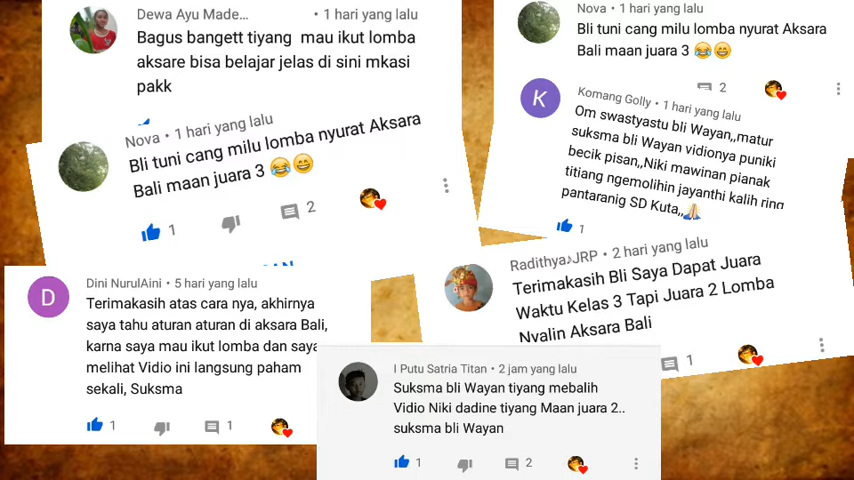 Dewa Ayu Made... • 1 hari yang lalu
Bagus bangett tiyang mau ikut lomba
aksare bisa belajar jelas di sini mkasi
pakk
Nova • 1 hari yang lalu
Bli tuni cang milu lomba nyurat Aksara
Bali maan juara 3 😂😄
2
Komang Golly • 1 hari yang lalu
Om swastyastu bli Wayan,,matur
suksma bli Wayan vidionya puniki
becik pisan,,Niki mawinan pianak
titiang ngemolihin jayanthi kalih ring
pantaranig SD Kuta,,🙏🏻
1
Nova • 1 hari yang lalu
Bli tuni cang milu lomba nyurat Aksara
Bali maan juara 3 😂😄
1 2
Dini NurulAini • 5 hari yang lalu
Terimakasih atas cara nya, akhirnya
saya tahu aturan aturan di aksara Bali,
karna saya mau ikut lomba dan saya
melihat Vidio ini langsung paham
sekali, Suksma
1 1
Radithya♪JRP • 2 hari yang lalu
Terimakasih Bli Saya Dapat Juara
Waktu Kelas 3 Tapi Juara 2 Lomba
Nyalin Aksara Bali
1
I Putu Satria Titan • 2 jam yang lalu
Suksma bli Wayan tiyang mebalih
Vidio Niki dadine tiyang Maan juara 2..
suksma bli Wayan
1 2